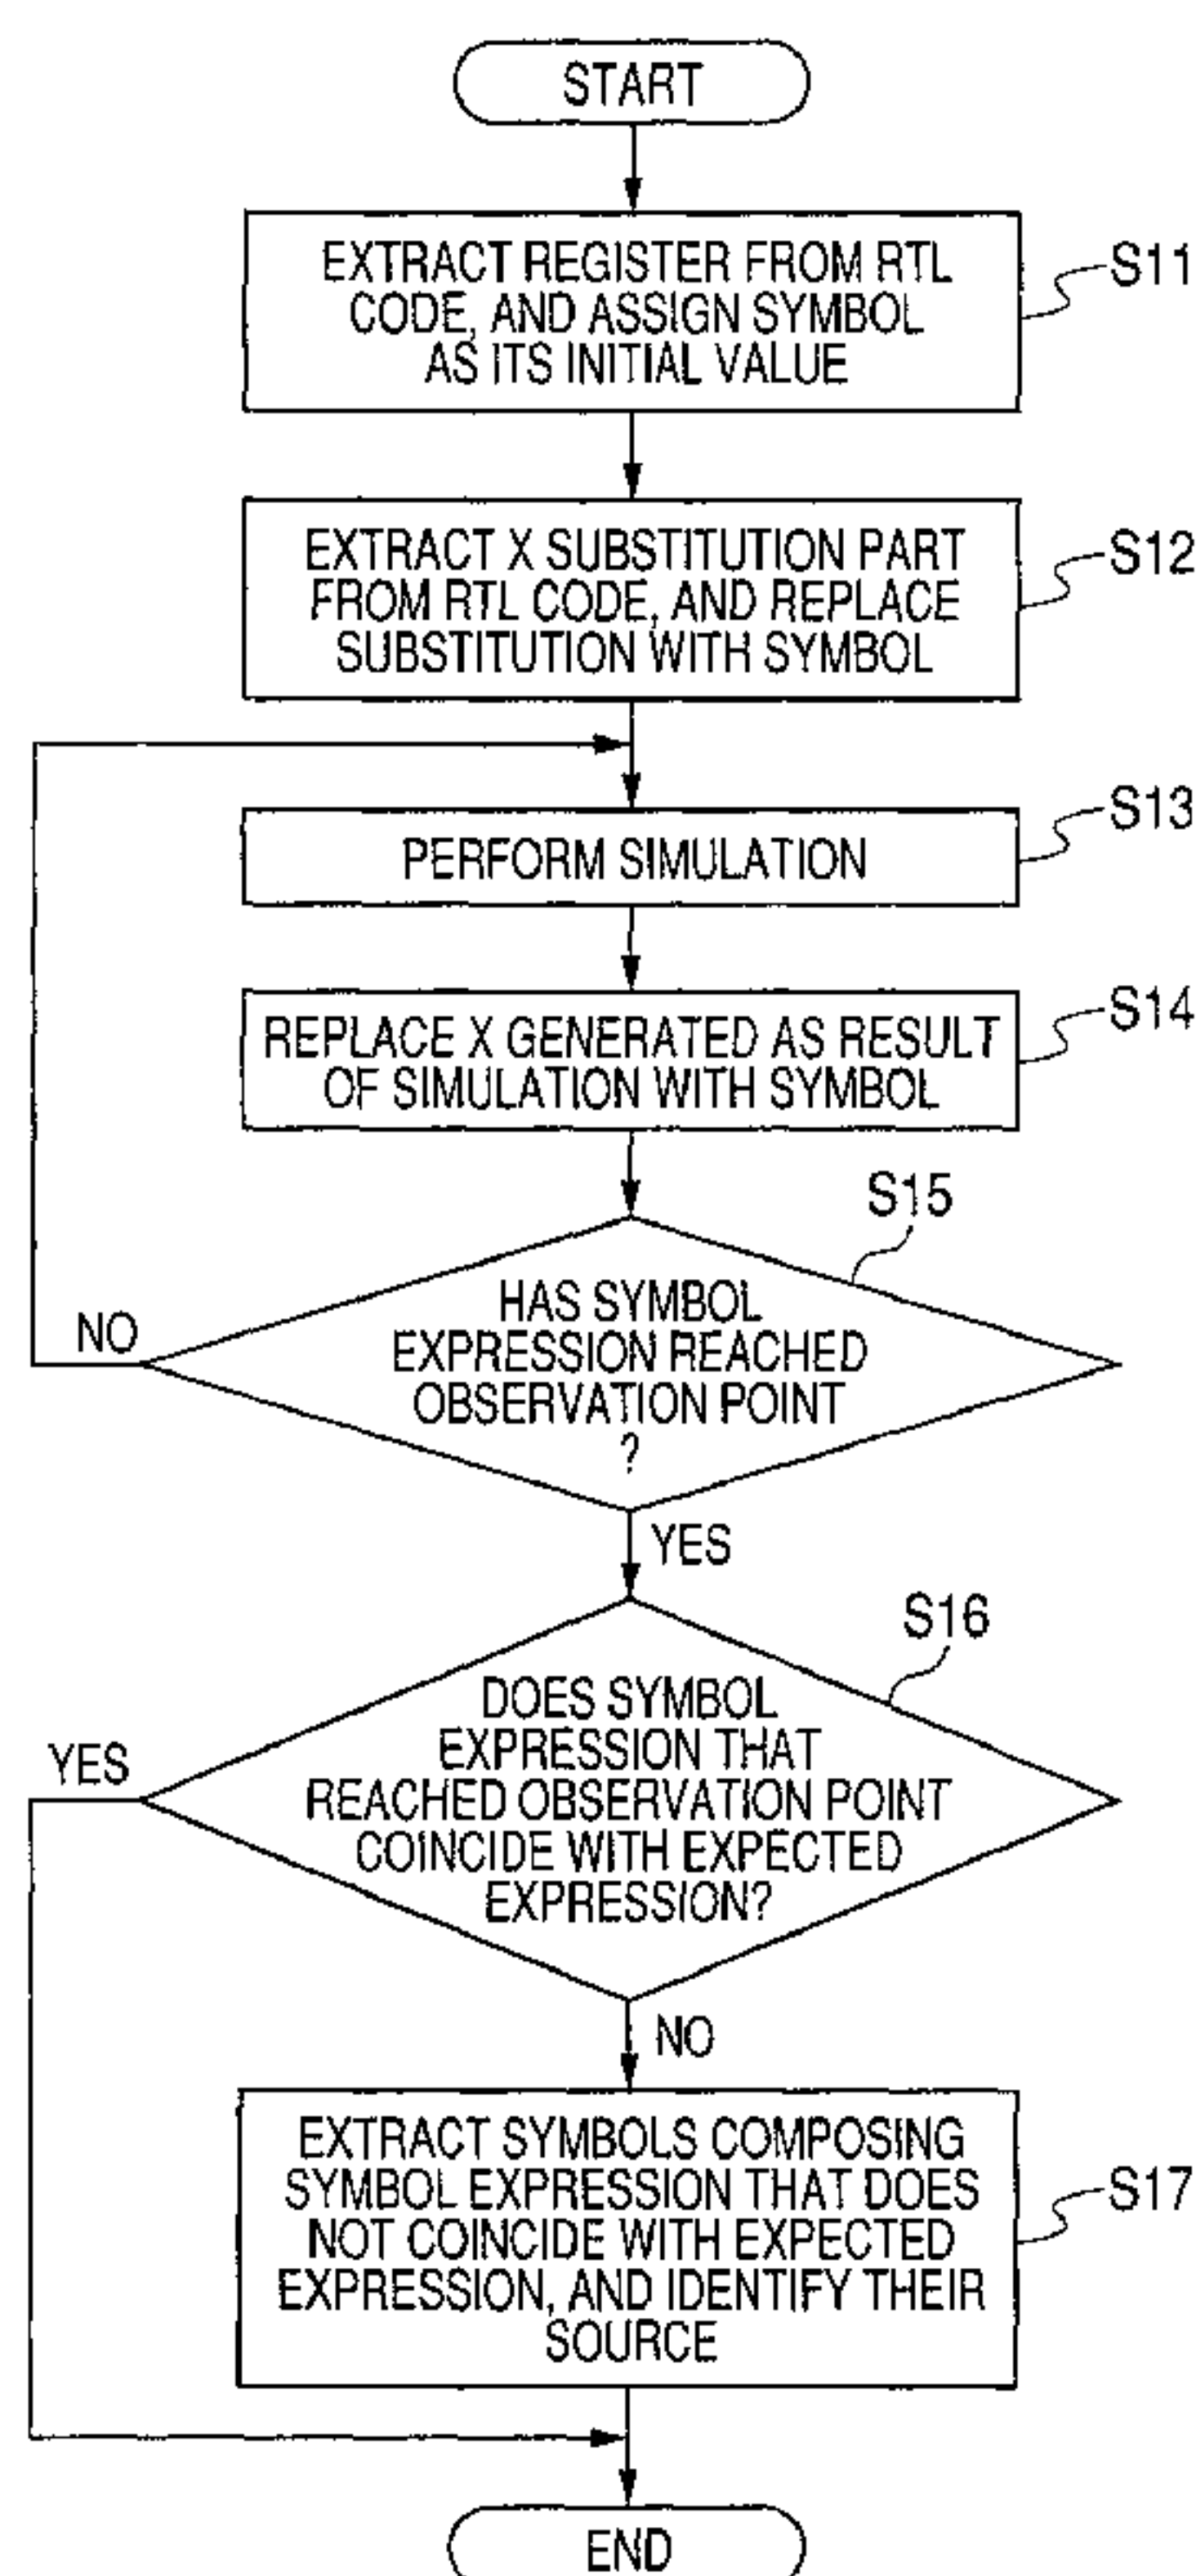 START
EXTRACT REGISTER FROM RTL
CODE, AND ASSIGN SYMBOL
AS ITS INITIAL VALUE
S11
EXTRACT X SUBSTITUTION PART
FROM RTL CODE, AND REPLACE
SUBSTITUTION WITH SYMBOL
S12
PERFORM SIMULATION
S13
REPLACE X GENERATED AS RESULT
OF SIMULATION WITH SYMBOL
S14
S15
HAS SYMBOL
EXPRESSION REACHED
OBSERVATION POINT
?
NO
YES
S16
DOES SYMBOL
EXPRESSION THAT
REACHED OBSERVATION POINT
COINCIDE WITH EXPECTED
EXPRESSION?
YES
NO
EXTRACT SYMBOLS COMPOSING
SYMBOL EXPRESSION THAT DOES
NOT COINCIDE WITH EXPECTED
EXPRESSION, AND IDENTIFY THEIR
SOURCE
S17
END